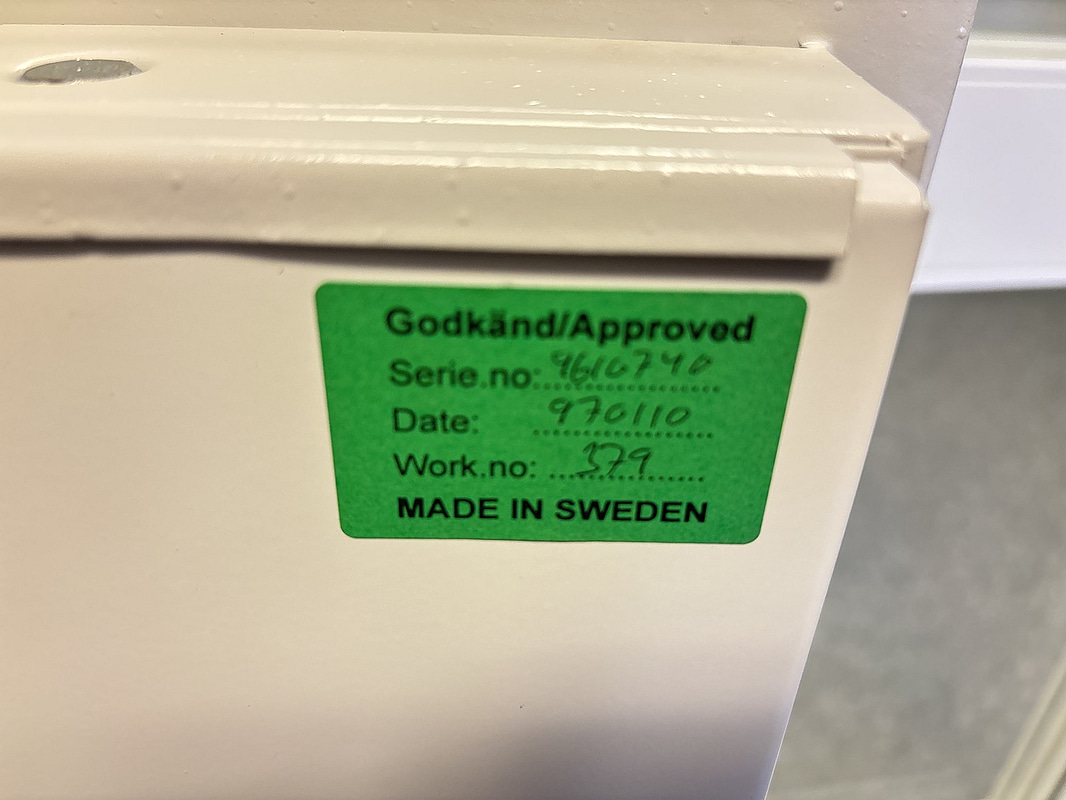 Godkänd/Approved
Serie.no: 9610740
Date: 970110
Work.no: 379
MADE IN SWEDEN